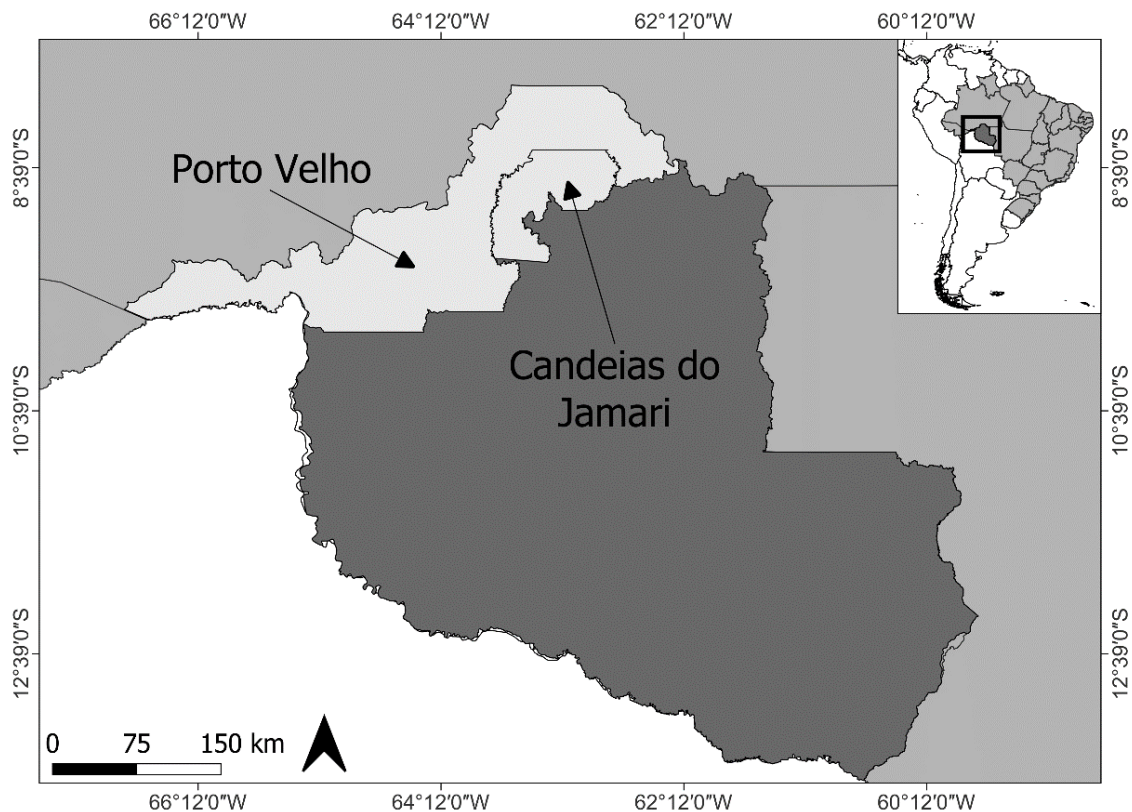 66°12′0″W 64°12′0″W 62°12′0″W 60°12′0″W
8°39′0″S
8°39′0″S
Porto Velho
Candeias do
Jamari
10°39′0″S
10°39′0″S
12°39′0″S
12°39′0″S
0 75 150 km
66°12′0″W 64°12′0″W 62°12′0″W 60°12′0″W